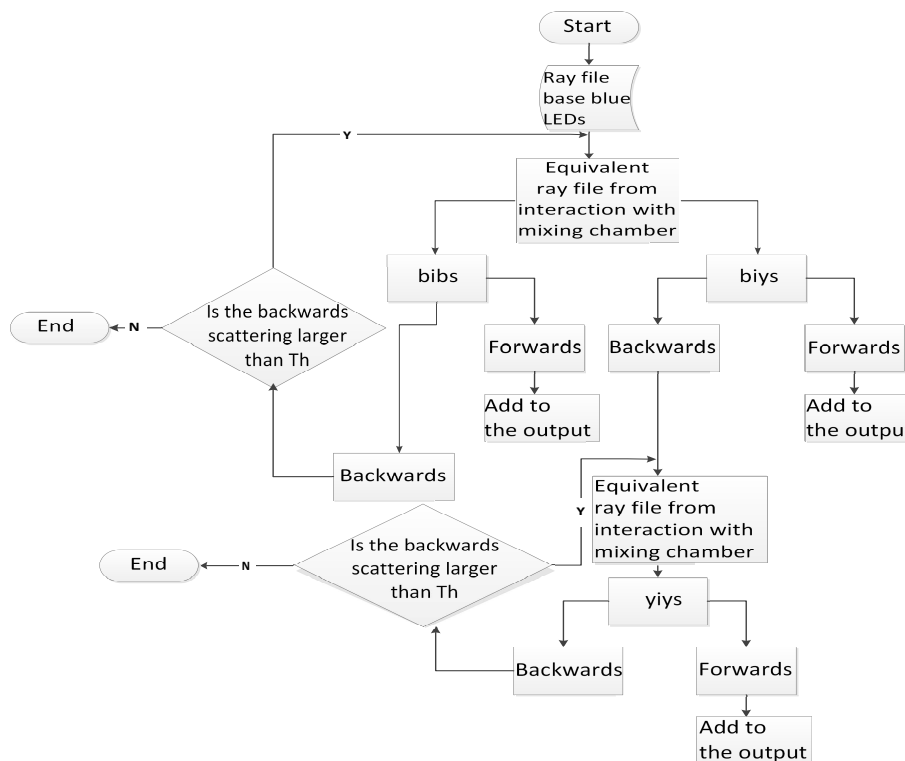 Start
Ray file
base blue
LEDs
Y
Equivalent
ray file from
interaction with
mixing chamber
bibs
biys
Is the backwards
scattering larger
than Th
N
End
Forwards
Backwards
Forwards
Add to
the output
Add to
the outpu
Backwards
Equivalent
ray file from
interaction with
mixing chamber
Y
Is the backwards
scattering larger
than Th
N
End
yiys
Backwards
Forwards
Add to
the output